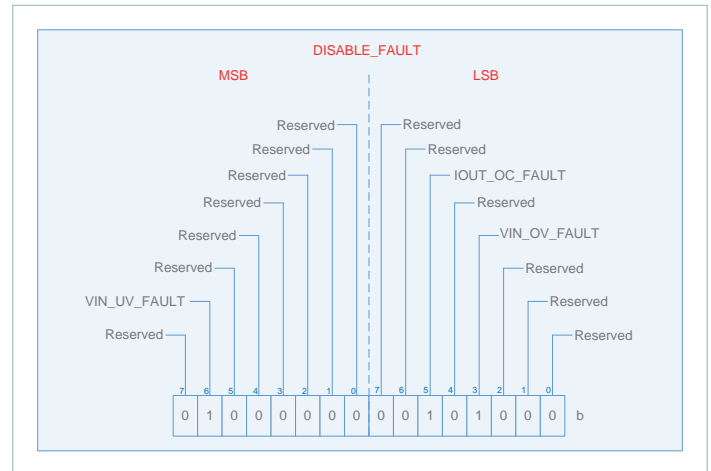 DISABLE_FAULT
MSB LSB
Reserved Reserved
Reserved Reserved
Reserved IOUT_OC_FAULT
Reserved Reserved
Reserved VIN_OV_FAULT
Reserved Reserved
VIN_UV_FAULT Reserved
Reserved Reserved
7 6 5 4 3 2 1 0 7 6 5 4 3 2 1 0
0 1 0 0 0 0 0 0 0 0 1 0 1 0 0 0 b